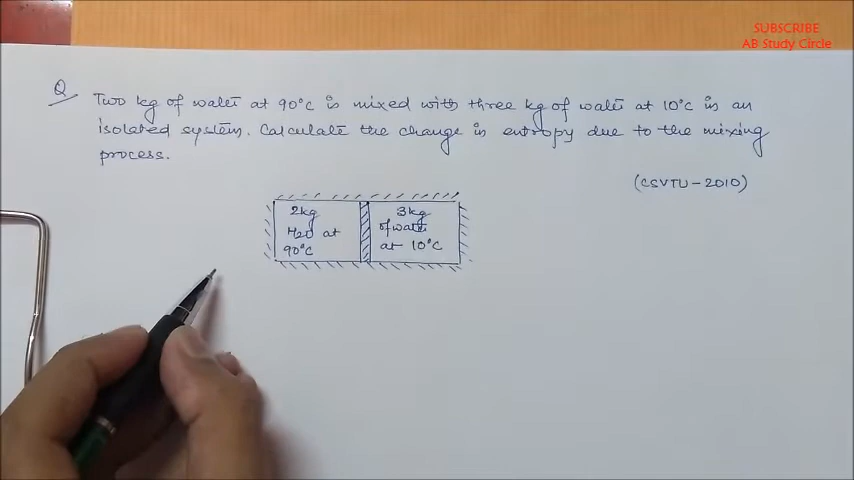 SUBSCRIBE
AB Study Circle
Q
Two kg of water at 90°c is mixed with three kg of water at 10°c in an
isolated system. Calculate the change in entropy due to the mixing
process.
(CSVTU-2010)
2kg
H2O at
90°c
3kg
of water
at 10°c